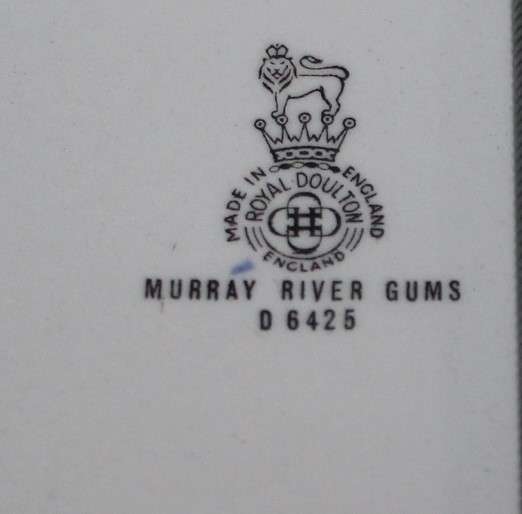 MADE IN ENGLAND
ROYAL DOULTON
ENGLAND
MURRAY RIVER GUMS
D 6425